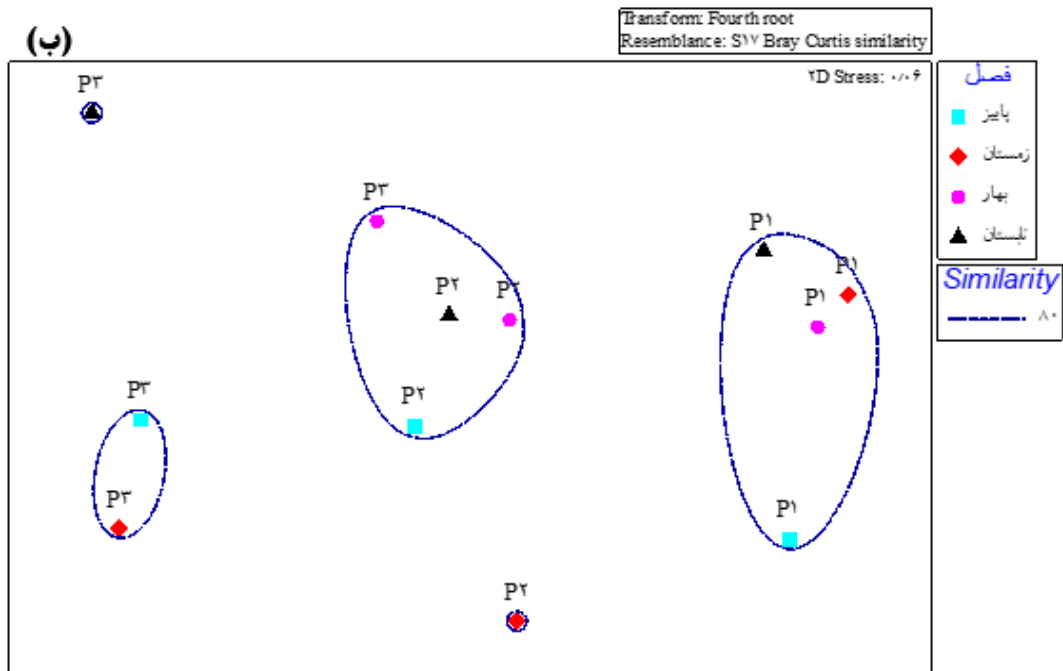 (ب)
Transform: Fourth root
Resemblance: S۱۷ Bray Curtis similarity
۲D Stress: ۰/۰۶
فصل
پاییز
زمستان
بهار
تابستان
Similarity
۸۰
P۳
P۳
P۱
P۱
P۲
P۲
P۱
P۳
P۲
P۳
P۱
P۲